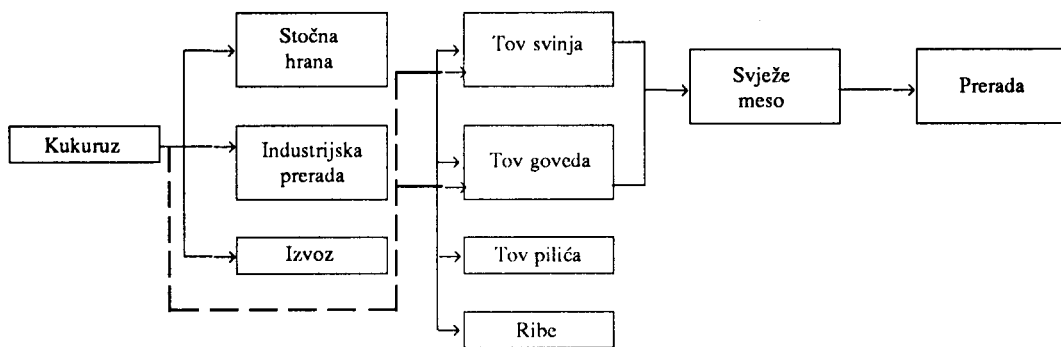 Kukuruz
Stočna
hrana
Industrijska
prerada
Izvoz
Tov svinja
Tov goveda
Tov pilića
Ribe
Svježe
meso
Prerada